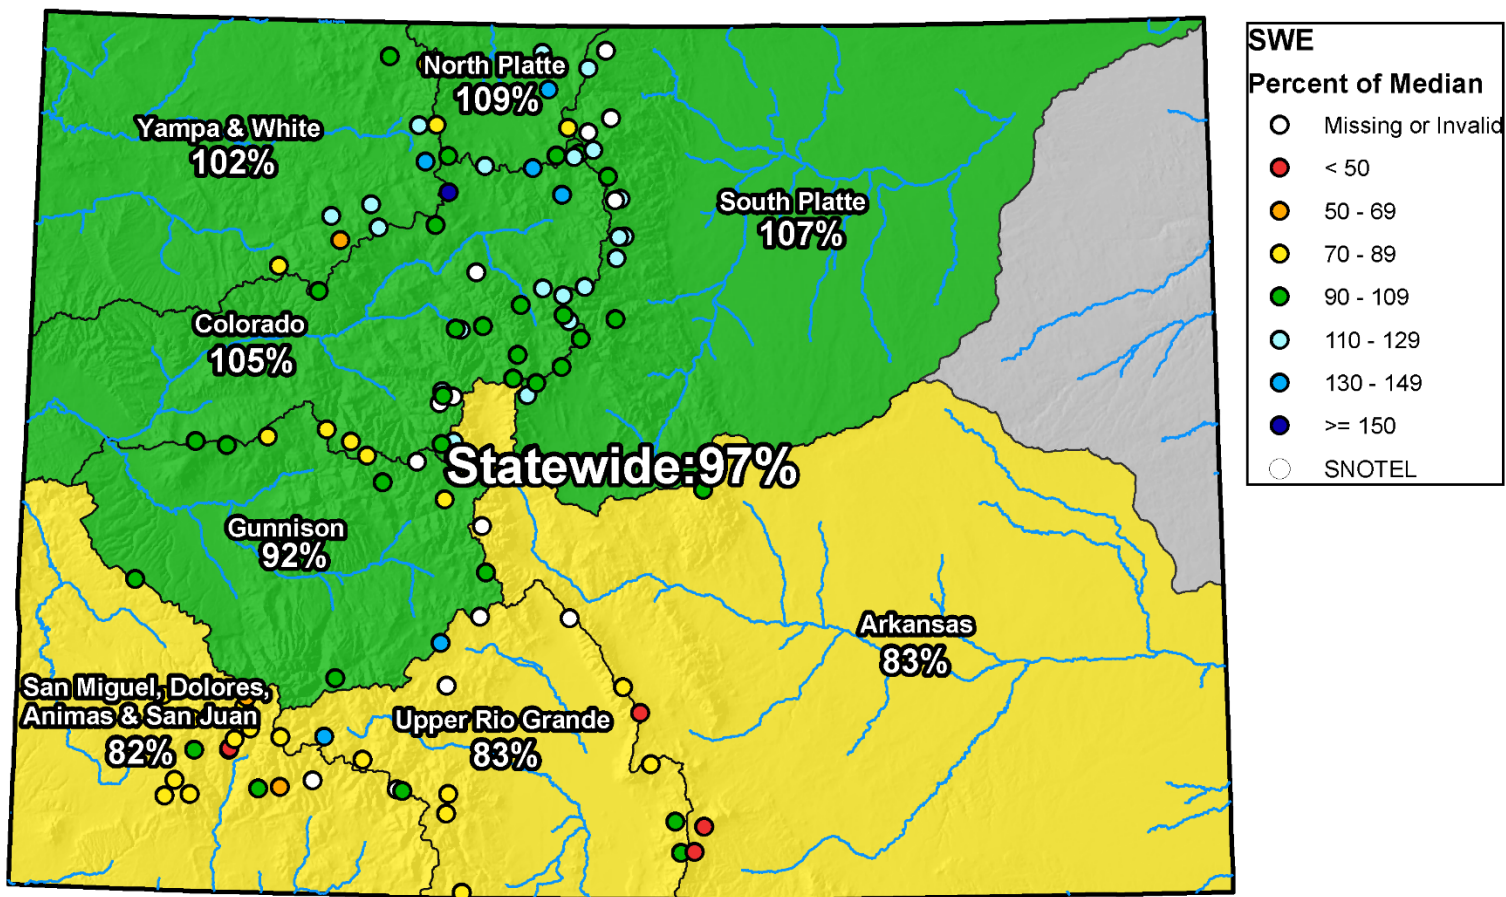 North Platte
109%
Yampa & White
102%
South Platte
107%
Colorado
105%
Statewide:97%
Gunnison
92%
Arkansas
83%
San Miguel, Dolores,
Animas & San Juan
82%
Upper Rio Grande
83%
SWE
Percent of Median
Missing or Invalid
< 50
50 - 69
70 - 89
90 - 109
110 - 129
130 - 149
>= 150
SNOTEL